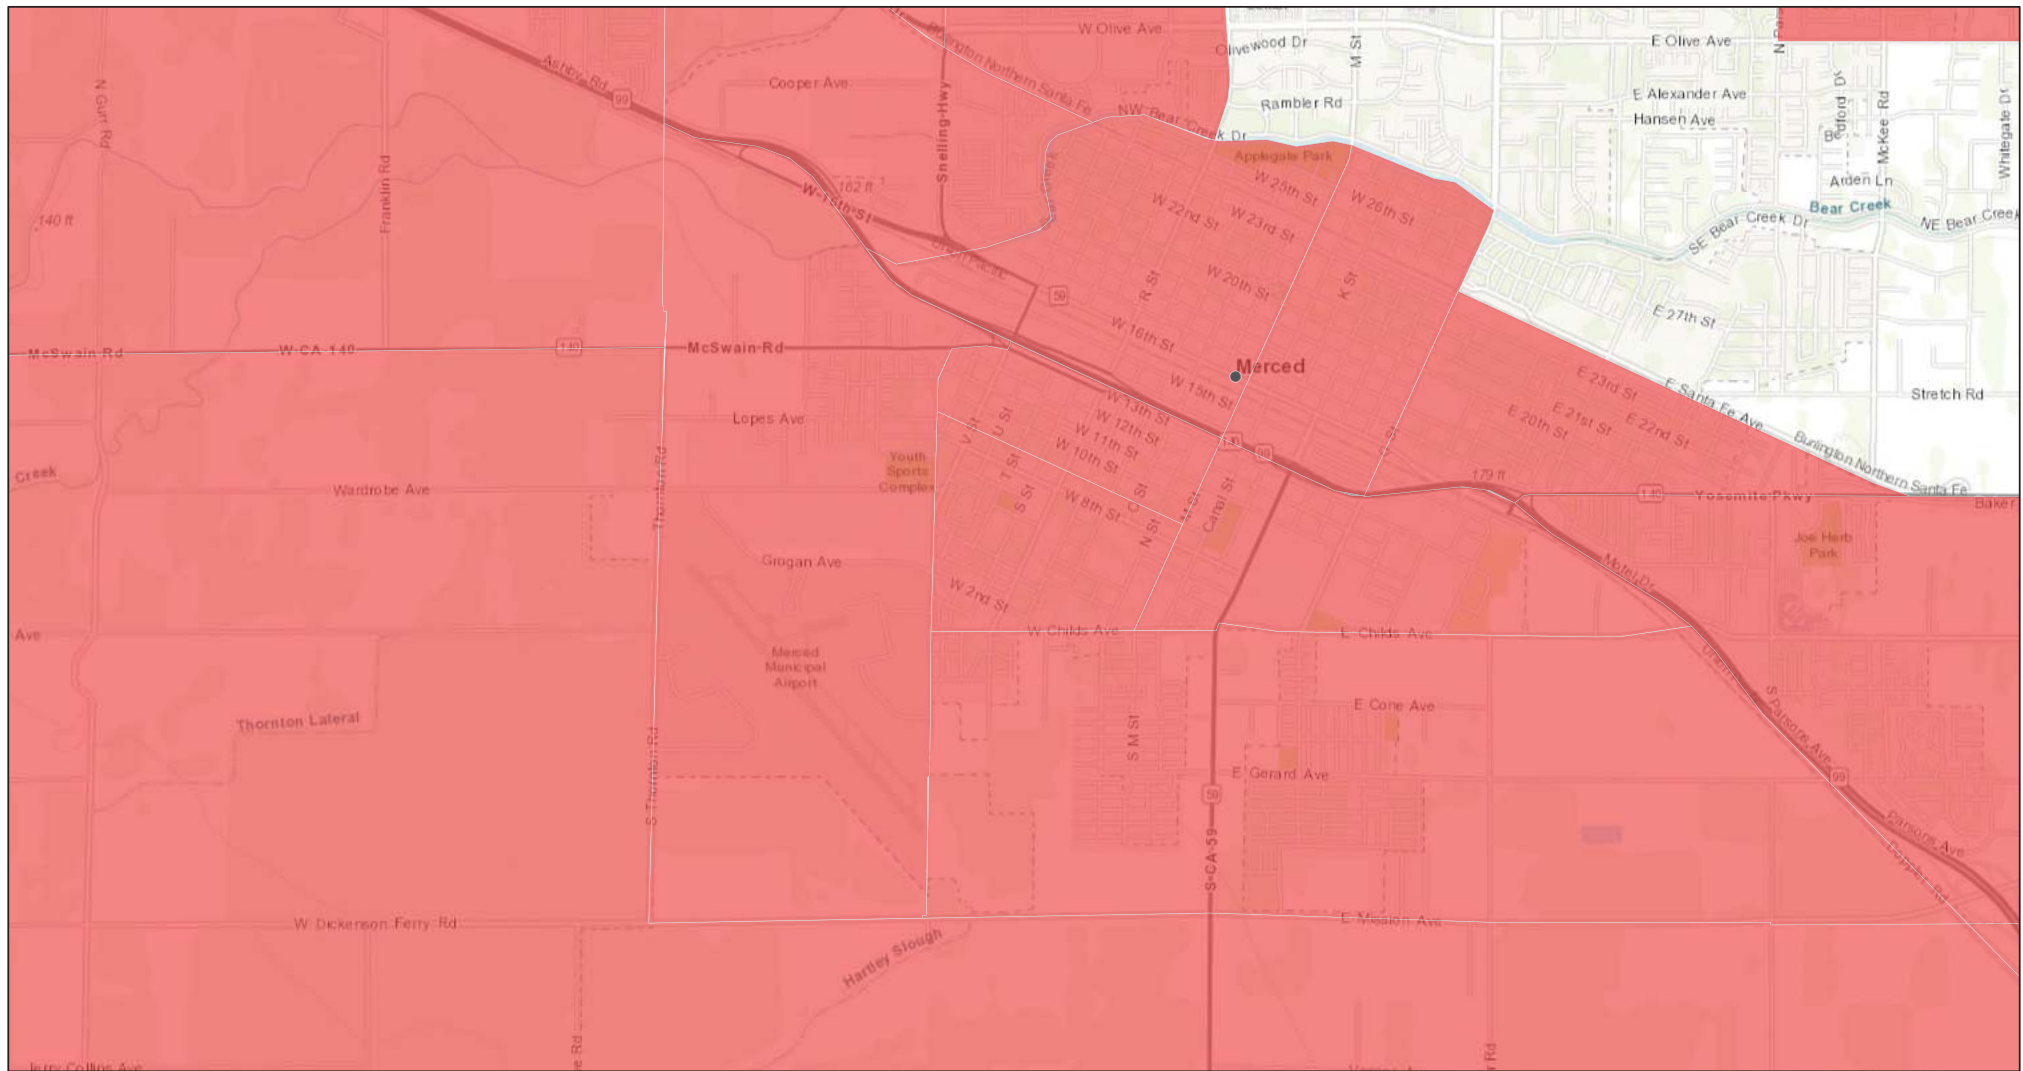 W Olive Ave
Olivewood Dr
M St
E Olive Ave
Burlington Northern Santa Fe
Ashby Rd
99
Cooper Ave
N Gurr Rd
Snelling Hwy
Rambler Rd
E Alexander Ave
Hansen Ave
McKee Rd
Whitegate Dr
NW Bear Creek Dr
Applegate Park
Franklin Rd
162 ft
W 16th St
W 25th St
W 26th St
W 22nd St
W 23rd St
Arden Ln
Bear Creek
SE Bear Creek Dr
NE Bear Creek
140 ft
Union Pacific
W 20th St
R St
K St
59
E 27th St
W 16th St
McSwain Rd
W CA-140
140
McSwain Rd
Merced
W 15th St
E 23rd St
E Santa Fe Ave
Stretch Rd
Lopes Ave
W 13th St
W 12th St
W 11th St
W 10th St
V St
U St
T St
S St
G St
E 20th St
E 21st St
E 22nd St
Burlington Northern Santa Fe
140
99
Youth
Sports
Complex
Creek
Wardrobe Ave
Thornton Rd
W 8th St
N St
M St
Canal St
179 ft
140
Yosemite Pkwy
Baker
Joe Herb
Park
Grogan Ave
Motel Dr
W 2nd St
Ave
W Childs Ave
E Childs Ave
Merced
Municipal
Airport
Thornton Lateral
S Thornton Rd
S M St
E Cone Ave
S Parsons Ave
E Gerard Ave
59
99
S-CA-59
Parsons Ave
W Dickenson Ferry Rd
E Mission Ave
Hartley Slough
Jerry Collins Ave